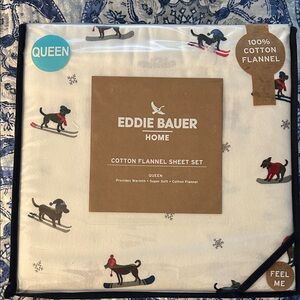 QUEEN
100%
COTTON
FLANNEL
EDDIE BAUER
HOME
COTTON FLANNEL SHEET SET
QUEEN
Provides Warmth • Super Soft • Cotton Flannel
FEEL
ME